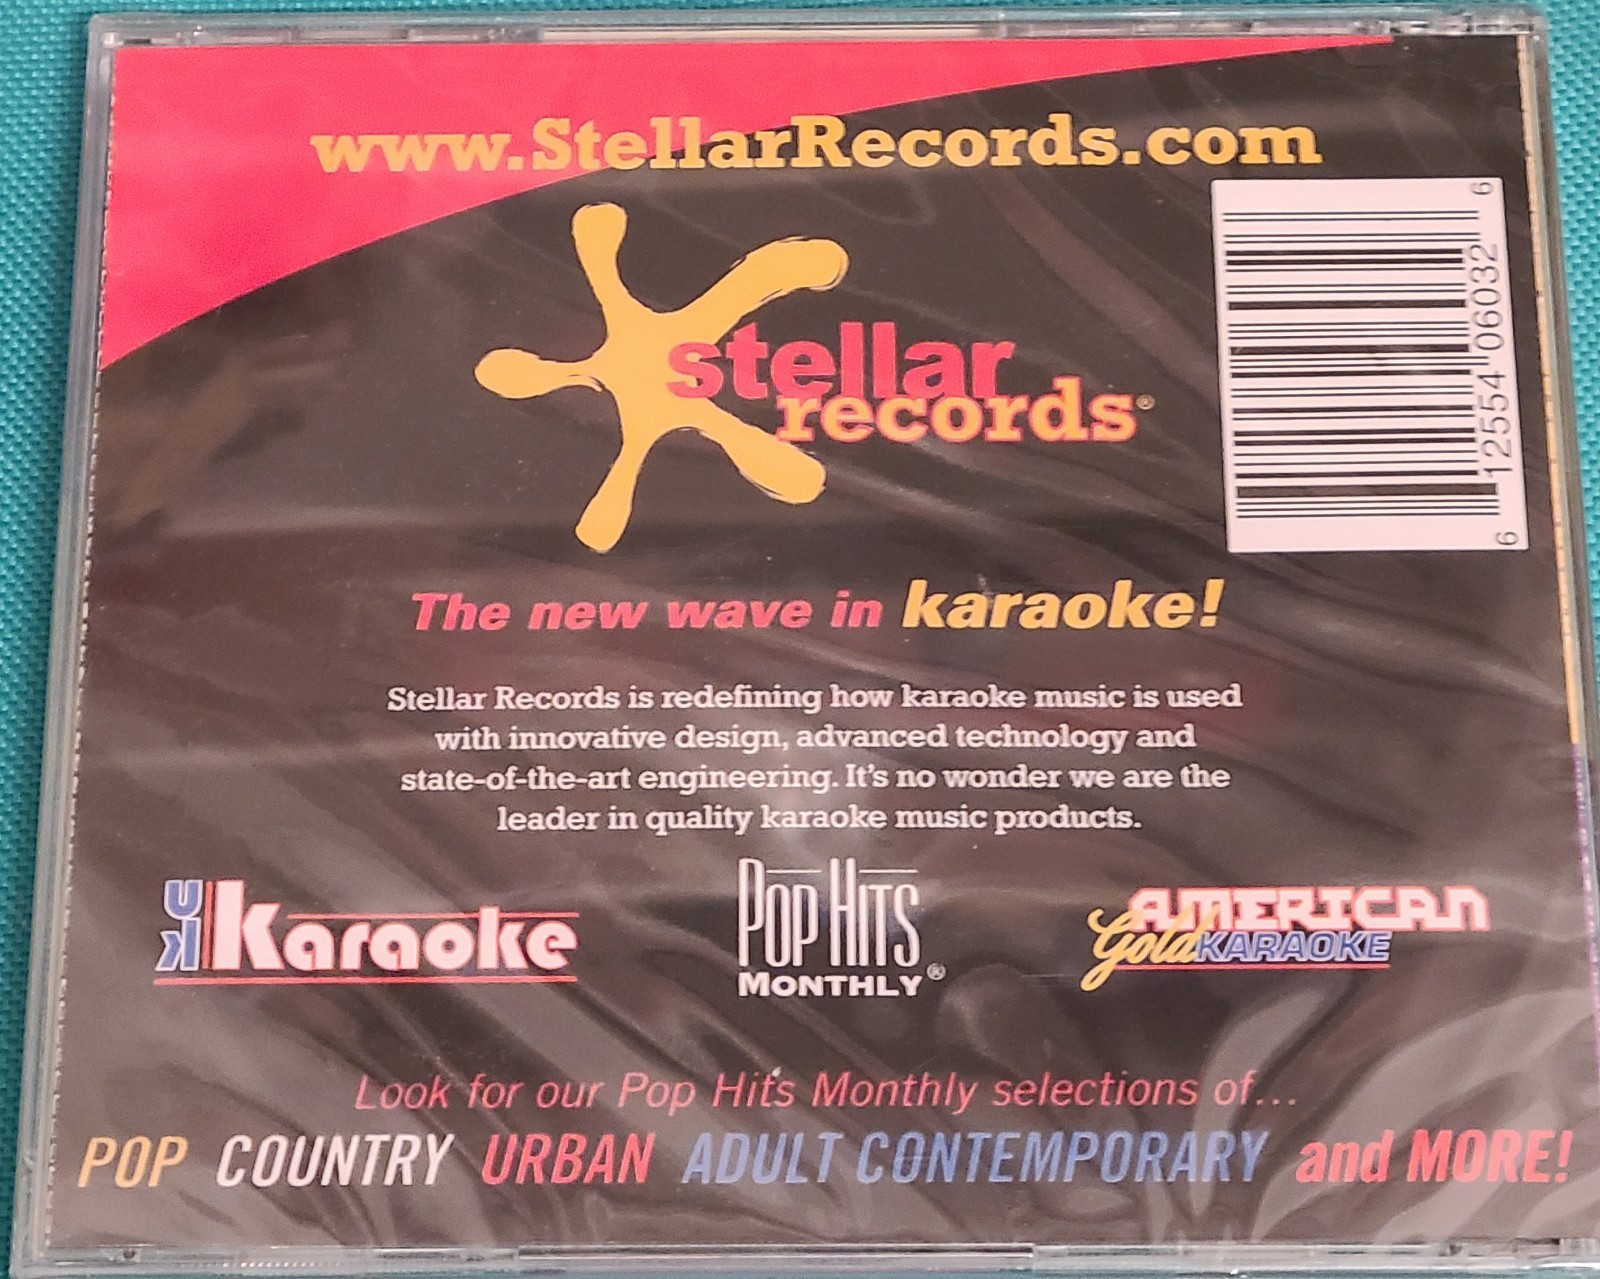 www.StellarRecords.com
stellar
records®
6 12554 06032 6
The new wave in karaoke!
Stellar Records is redefining how karaoke music is used
with innovative design, advanced technology and
state-of-the-art engineering. It's no wonder we are the
leader in quality karaoke music products.
UK Karaoke
POP HITS
MONTHLY®
AMERICAN
Gold KARAOKE
Look for our Pop Hits Monthly selections of...
POP COUNTRY URBAN ADULT CONTEMPORARY and MORE!